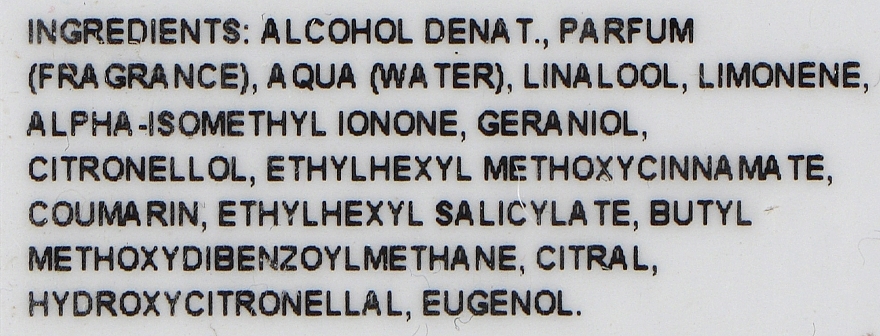 INGREDIENTS: ALCOHOL DENAT., PARFUM
(FRAGRANCE), AQUA (WATER), LINALOOL, LIMONENE,
ALPHA-ISOMETHYL IONONE, GERANIOL,
CITRONELLOL, ETHYLHEXYL METHOXYCINNAMATE,
COUMARIN, ETHYLHEXYL SALICYLATE, BUTYL
METHOXYDIBENZOYLMETHANE, CITRAL,
HYDROXYCITRONELLAL, EUGENOL.